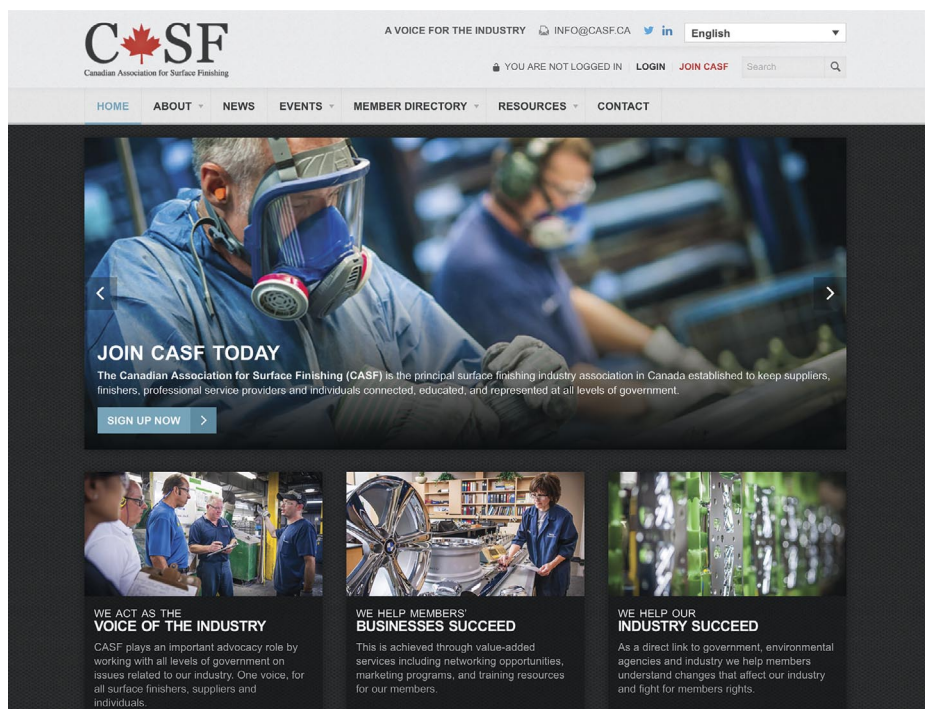 CASF
Canadian Association for Surface Finishing
A VOICE FOR THE INDUSTRY INFO@CASF.CA in English
YOU ARE NOT LOGGED IN LOGIN JOIN CASF Search
HOME ABOUT NEWS EVENTS MEMBER DIRECTORY RESOURCES CONTACT
JOIN CASF TODAY
The Canadian Association for Surface Finishing (CASF) is the principal surface finishing industry association in Canada established to keep suppliers,
finishers, professional service providers and individuals connected, educated, and represented at all levels of government.
SIGN UP NOW
WE ACT AS THE
VOICE OF THE INDUSTRY
CASF plays an important advocacy role by
working with all levels of government on
issues related to our industry. One voice, for
all surface finishers, suppliers and
individuals.
WE HELP MEMBERS'
BUSINESSES SUCCEED
This is achieved through value-added
services including networking opportunities,
marketing programs, and training resources
for our members.
WE HELP OUR
INDUSTRY SUCCEED
As a direct link to government, environmental
agencies and industry we help members
understand changes that affect our industry
and fight for members rights.